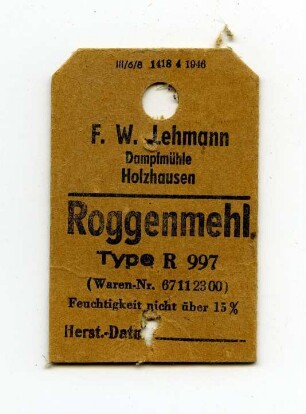 III/6/8 1418 4 1946
F. W. Lehmann
Dampfmühle
Holzhausen
Roggenmehl.
Type R 997
(Waren-Nr. 67112300)
Feuchtigkeit nicht über 15%
Herst.-Datum